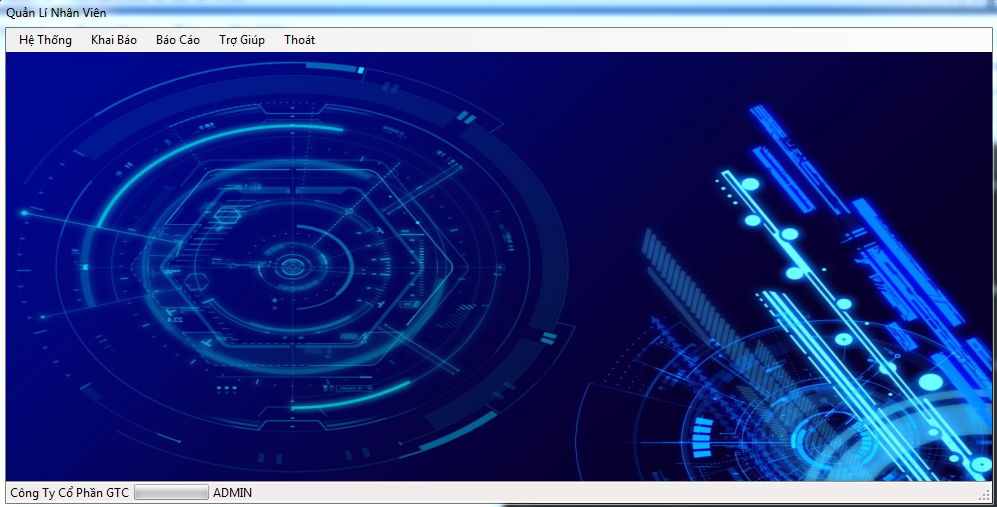 Quản Lí Nhân Viên
Hệ Thống Khai Báo Báo Cáo Trợ Giúp Thoát
Công Ty Cổ Phần GTC ADMIN